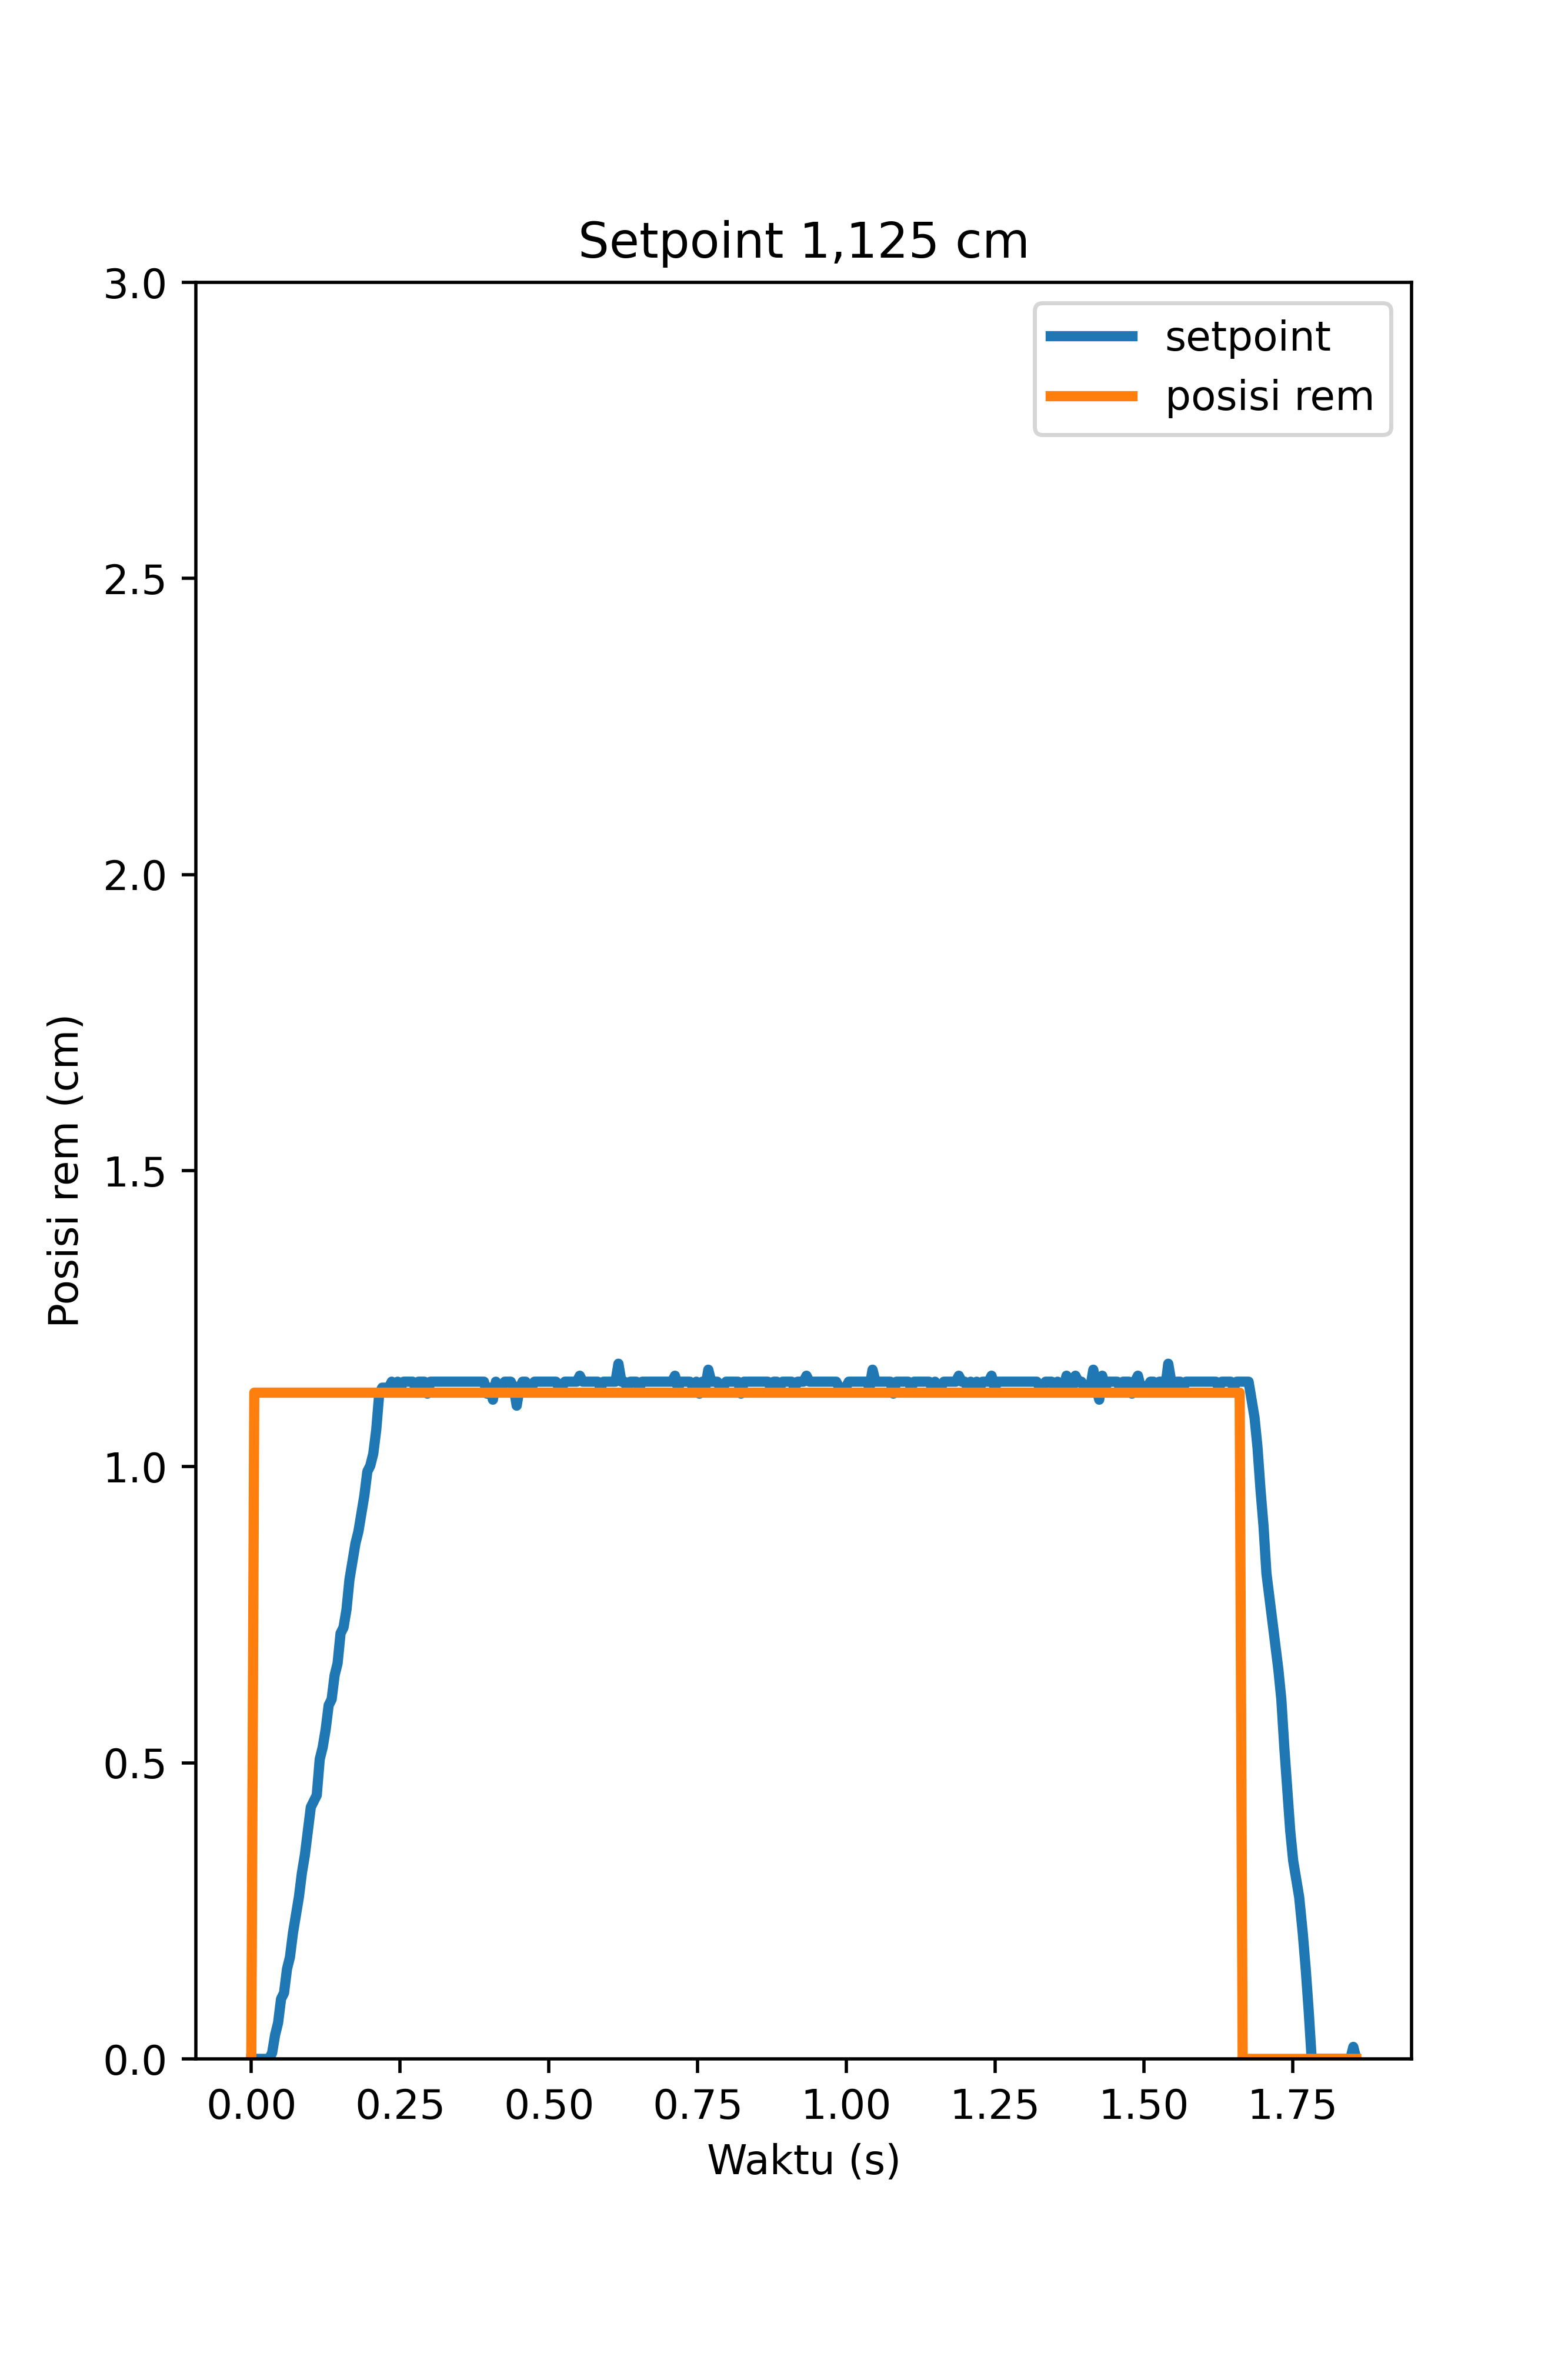 Setpoint 1,125 cm
setpoint
posisi rem
3.0
2.5
2.0
1.5
1.0
0.5
0.0
Posisi rem (cm)
0.00 0.25 0.50 0.75 1.00 1.25 1.50 1.75
Waktu (s)